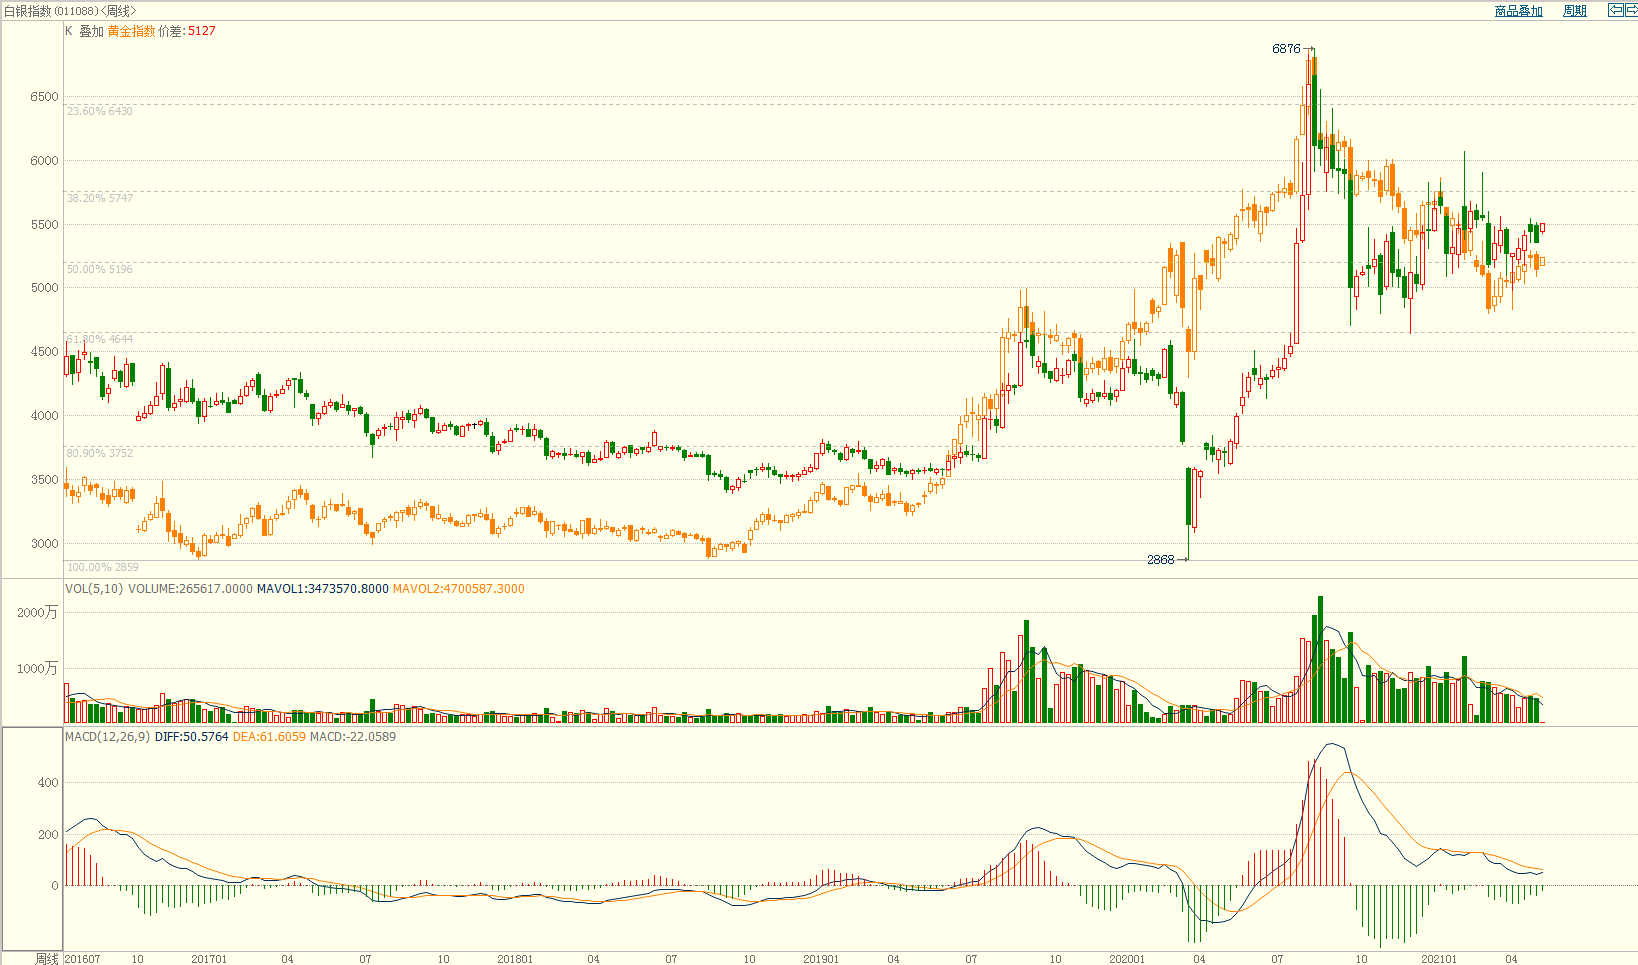 白银指数(011088)<周线> 商品叠加 周期
K 叠加 黄金指数 价差:5127
6876
6500
23.60% 6430
6000
38.20% 5747
5500
50.00% 5196
5000
61.80% 4644
4500
4000
80.90% 3752
3500
3000
2868
100.00% 2859
VOL(5,10) VOLUME:265617.0000 MAVOL1:3473570.8000 MAVOL2:4700587.3000
2000万
1000万
MACD(12,26,9) DIFF:50.5764 DEA:61.6059 MACD:-22.0589
400
200
0
周线 201607 10 201701 04 07 10 201801 04 07 10 201901 04 07 10 202001 04 07 10 202101 04